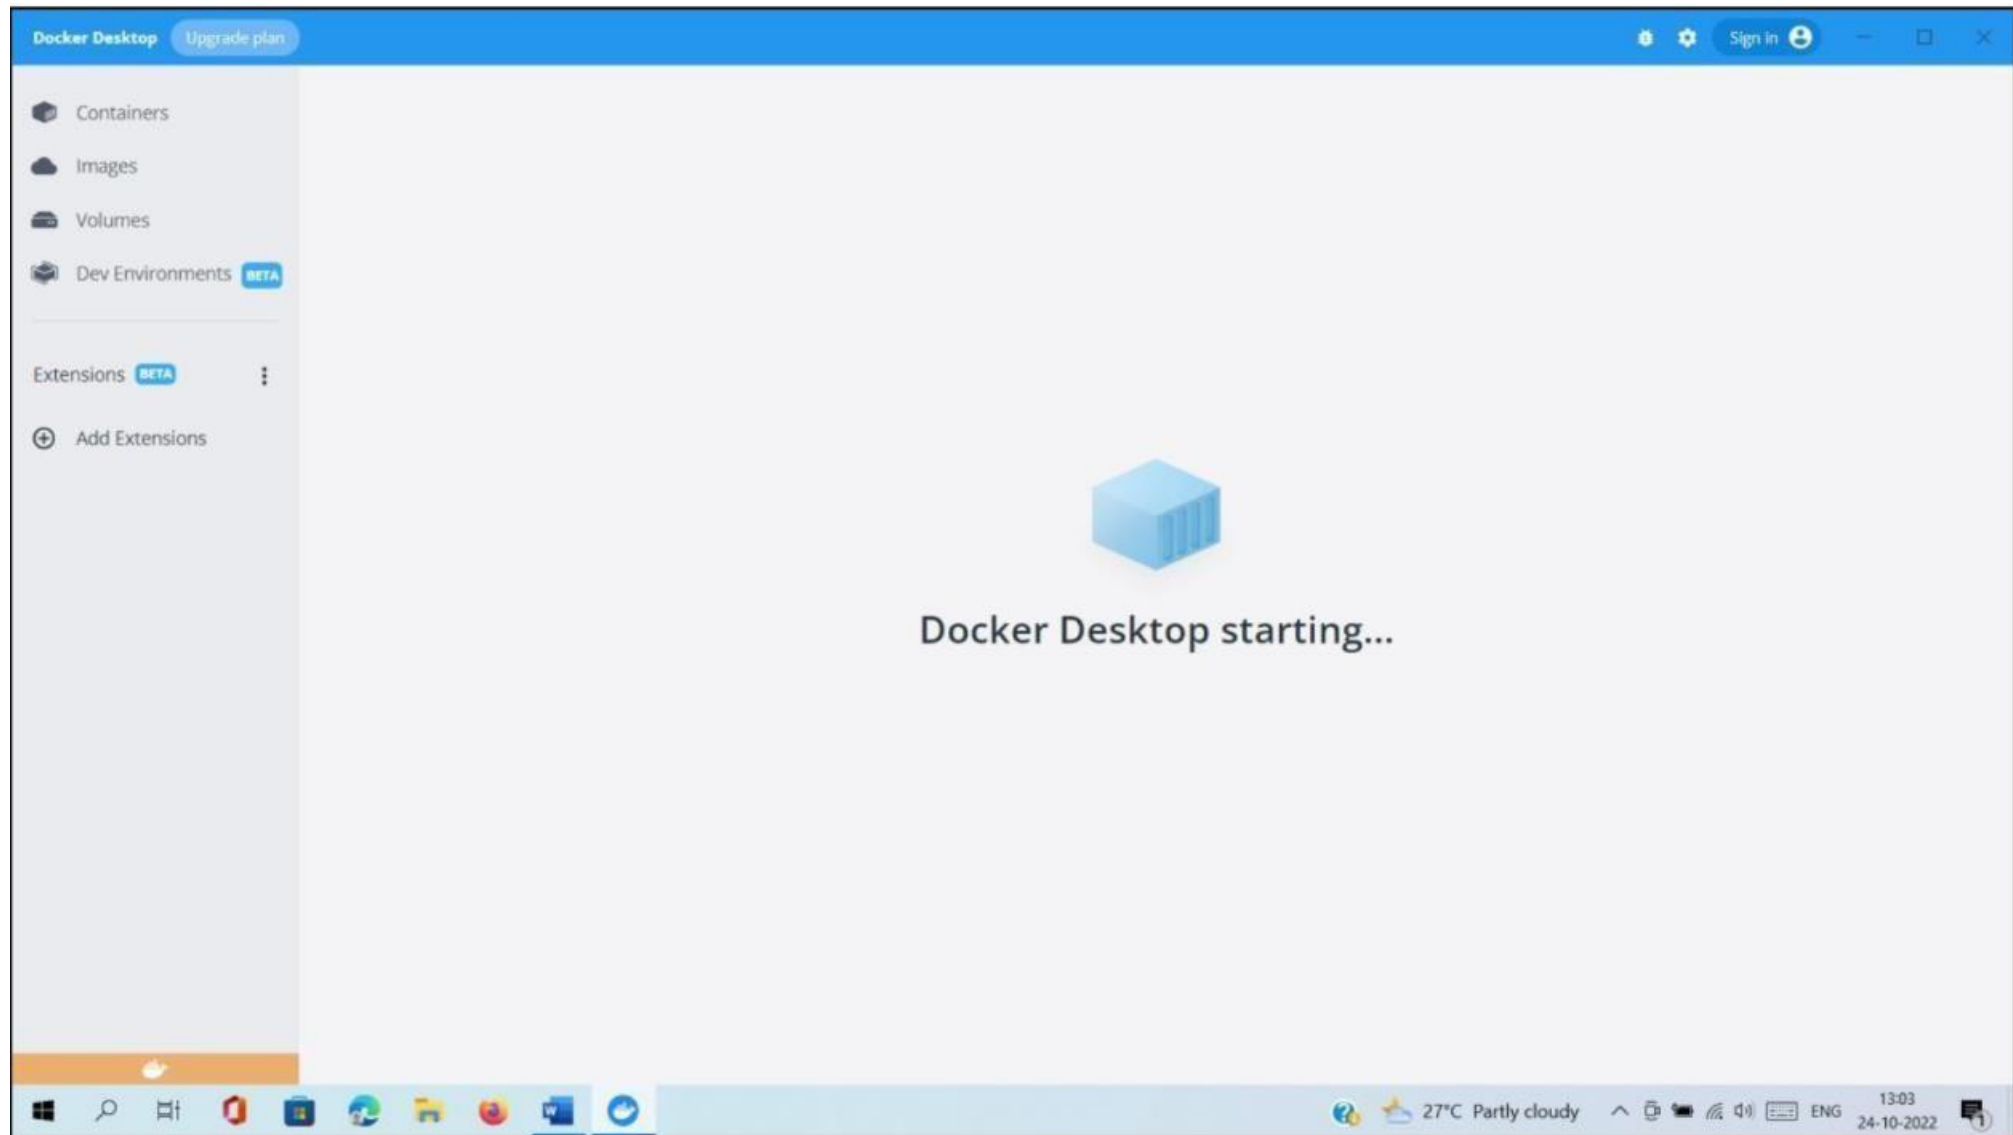 Docker Desktop Upgrade plan Sign in
Containers
Images
Volumes
Dev Environments BETA
Extensions BETA
Add Extensions
Docker Desktop starting...
27°C Partly cloudy ENG 13:03
24-10-2022
1